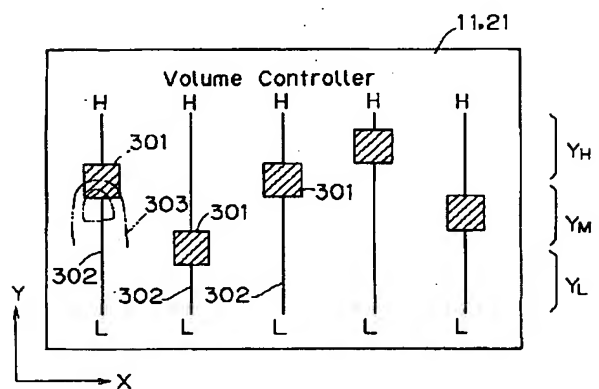 11.21
Volume Controller
H H H H H
301
303
301
301
302
302
302
L L L L L
YH
YM
YL
Y
X